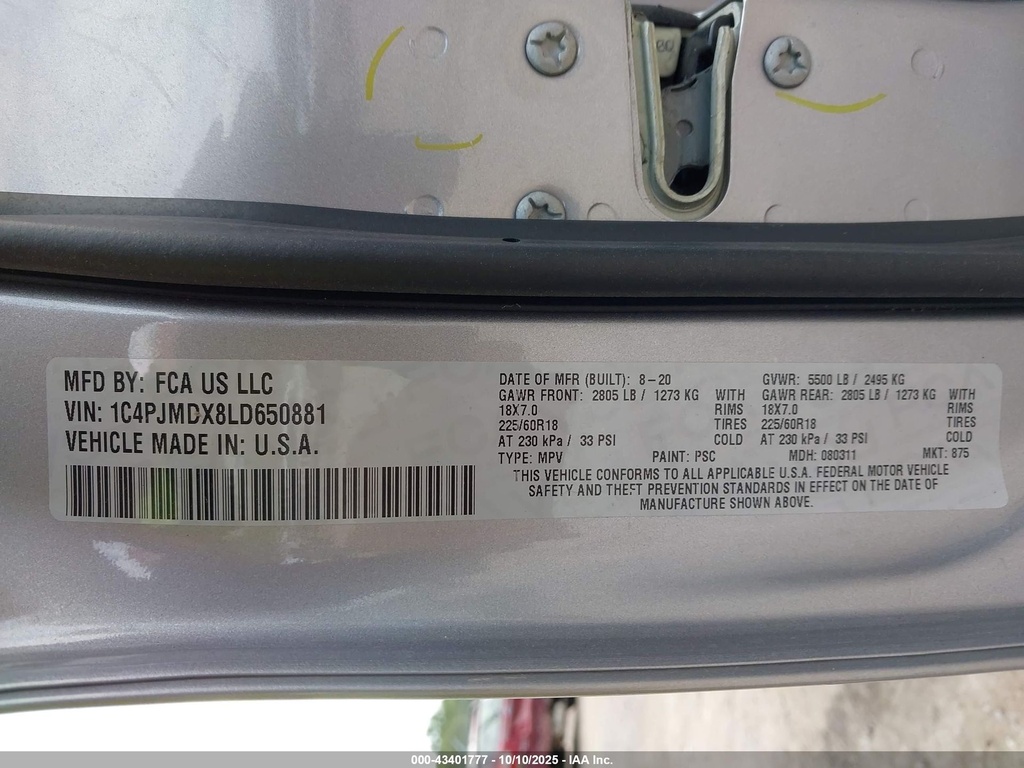 MFD BY: FCA US LLC
VIN: 1C4PJMDX8LD650881
VEHICLE MADE IN: U.S.A.
DATE OF MFR (BUILT): 8-20 GVWR: 5500 LB / 2495 KG
GAWR FRONT: 2805 LB / 1273 KG WITH GAWR REAR: 2805 LB / 1273 KG WITH
18X7.0 RIMS 18X7.0 RIMS
225/60R18 TIRES 225/60R18 TIRES
AT 230 kPa / 33 PSI COLD AT 230 kPa / 33 PSI COLD
TYPE: MPV PAINT: PSC MDH: 080311 MKT: 875
THIS VEHICLE CONFORMS TO ALL APPLICABLE U.S.A. FEDERAL MOTOR VEHICLE
SAFETY AND THEFT PREVENTION STANDARDS IN EFFECT ON THE DATE OF
MANUFACTURE SHOWN ABOVE.
000-43401777 - 10/10/2025 - IAA Inc.